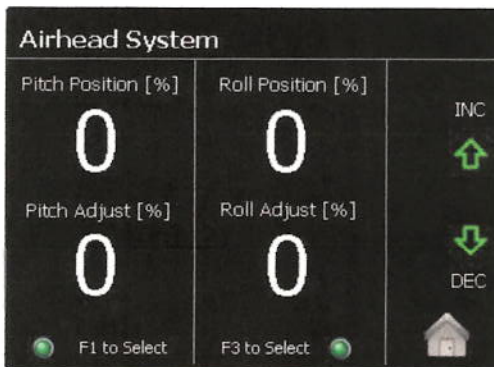 Airhead System
Pitch Position [%]
0
Roll Position [%]
0
INC
Pitch Adjust [%]
0
Roll Adjust [%]
0
DEC
F1 to Select
F3 to Select